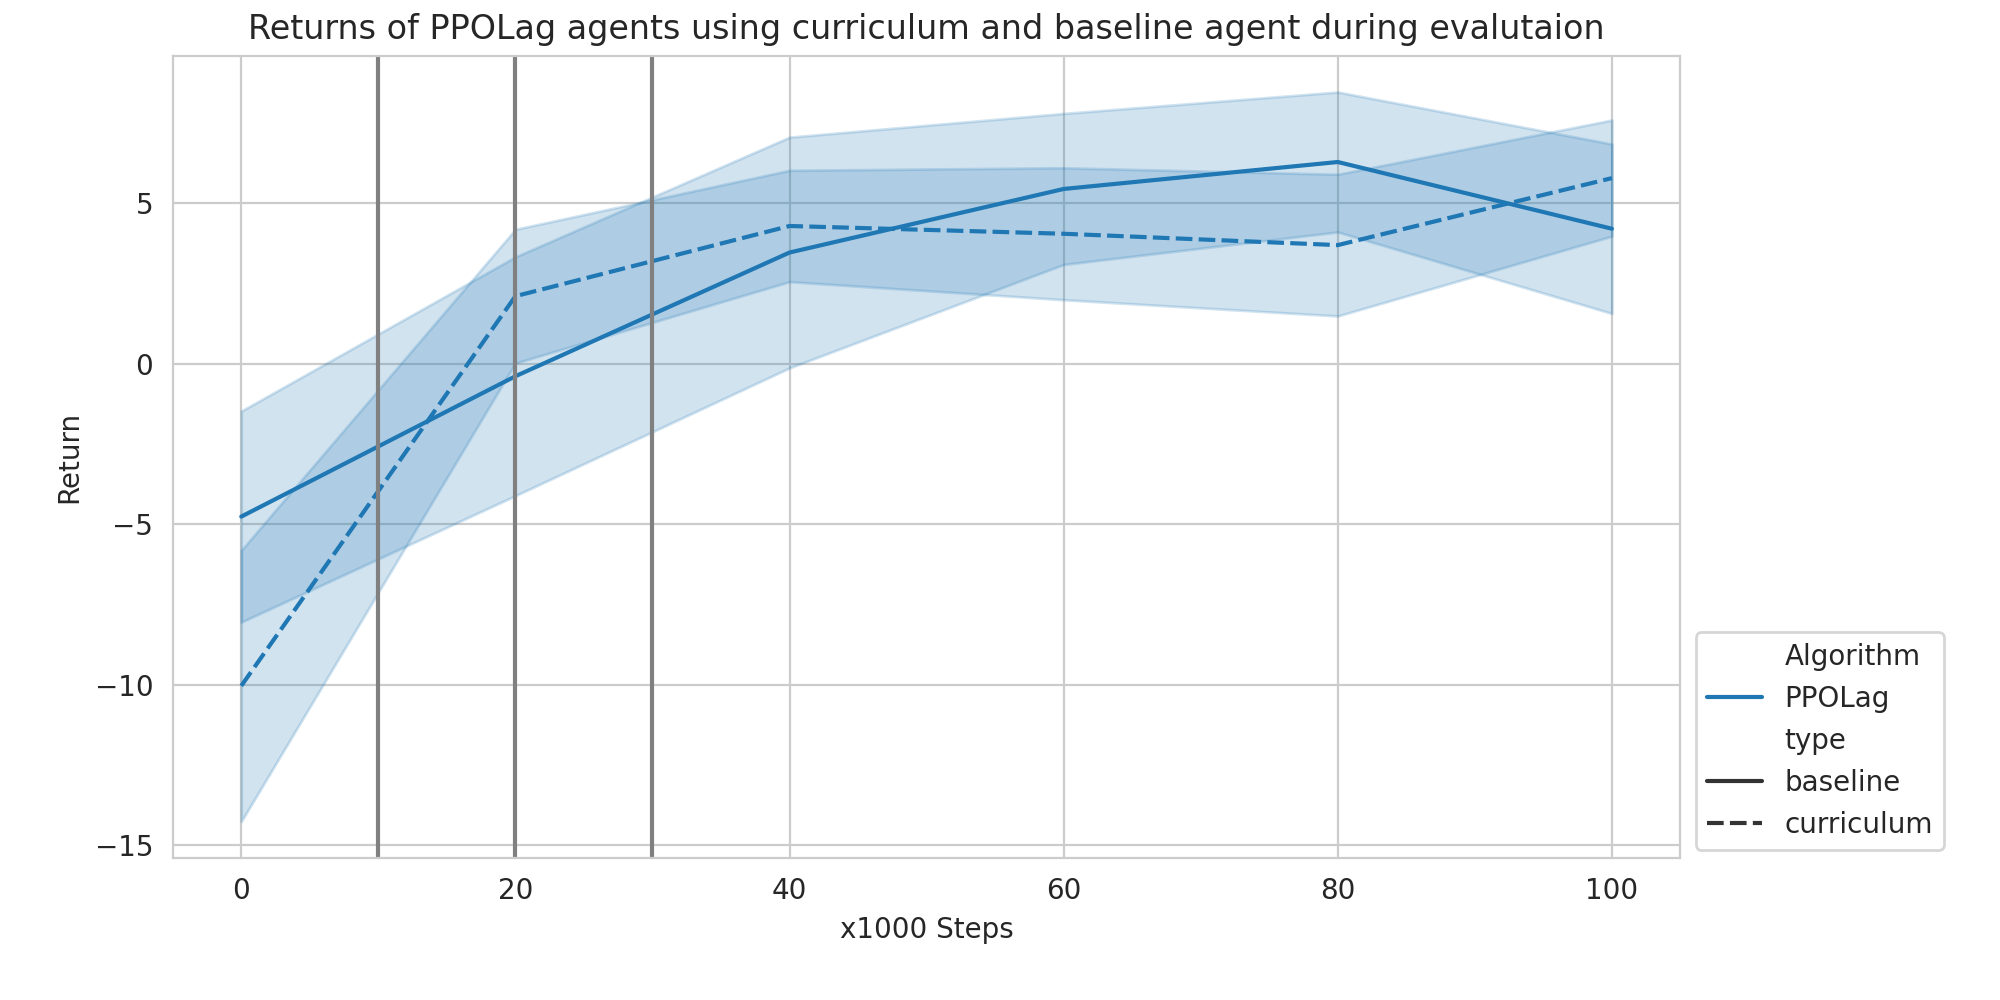 Returns of PPOLag agents using curriculum and baseline agent during evalutaion
Return
5
0
−5
−10
−15
0 20 40 60 80 100
x1000 Steps
Algorithm
PPOLag
type
baseline
curriculum